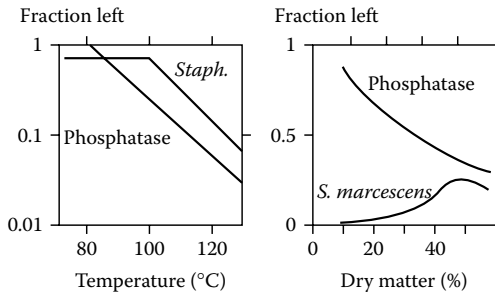 Fraction left
1
0.1
0.01
Staph.
Phosphatase
80
100
120
Temperature (°C)
Fraction left
1
0.5
0
Phosphatase
S. marcescens
0
20
40
Dry matter (%)